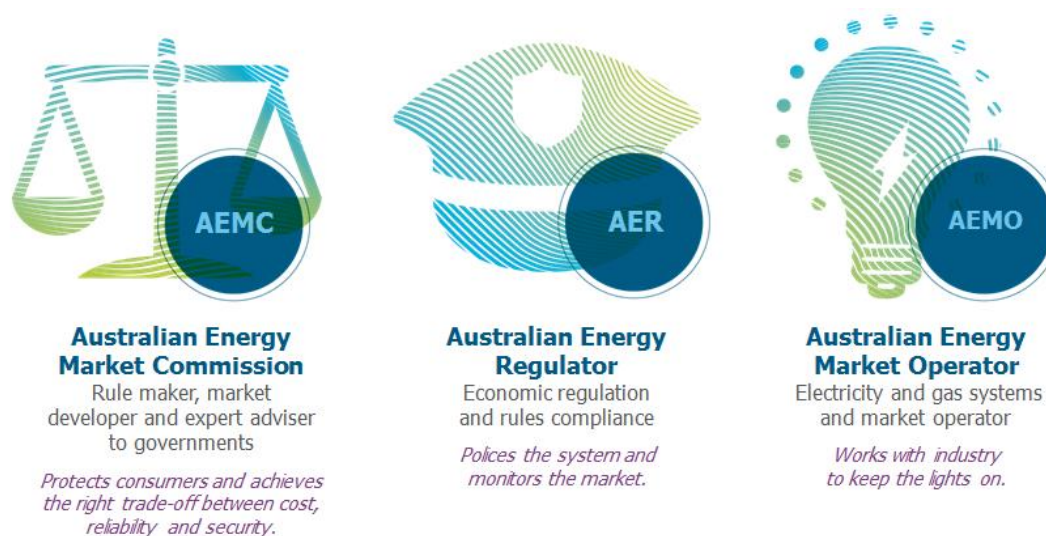 AEMC
Australian Energy
Market Commission
Rule maker, market
developer and expert adviser
to governments
Protects consumers and achieves
the right trade-off between cost,
reliability and security.
AER
Australian Energy
Regulator
Economic regulation
and rules compliance
Polices the system and
monitors the market.
AEMO
Australian Energy
Market Operator
Electricity and gas systems
and market operator
Works with industry
to keep the lights on.